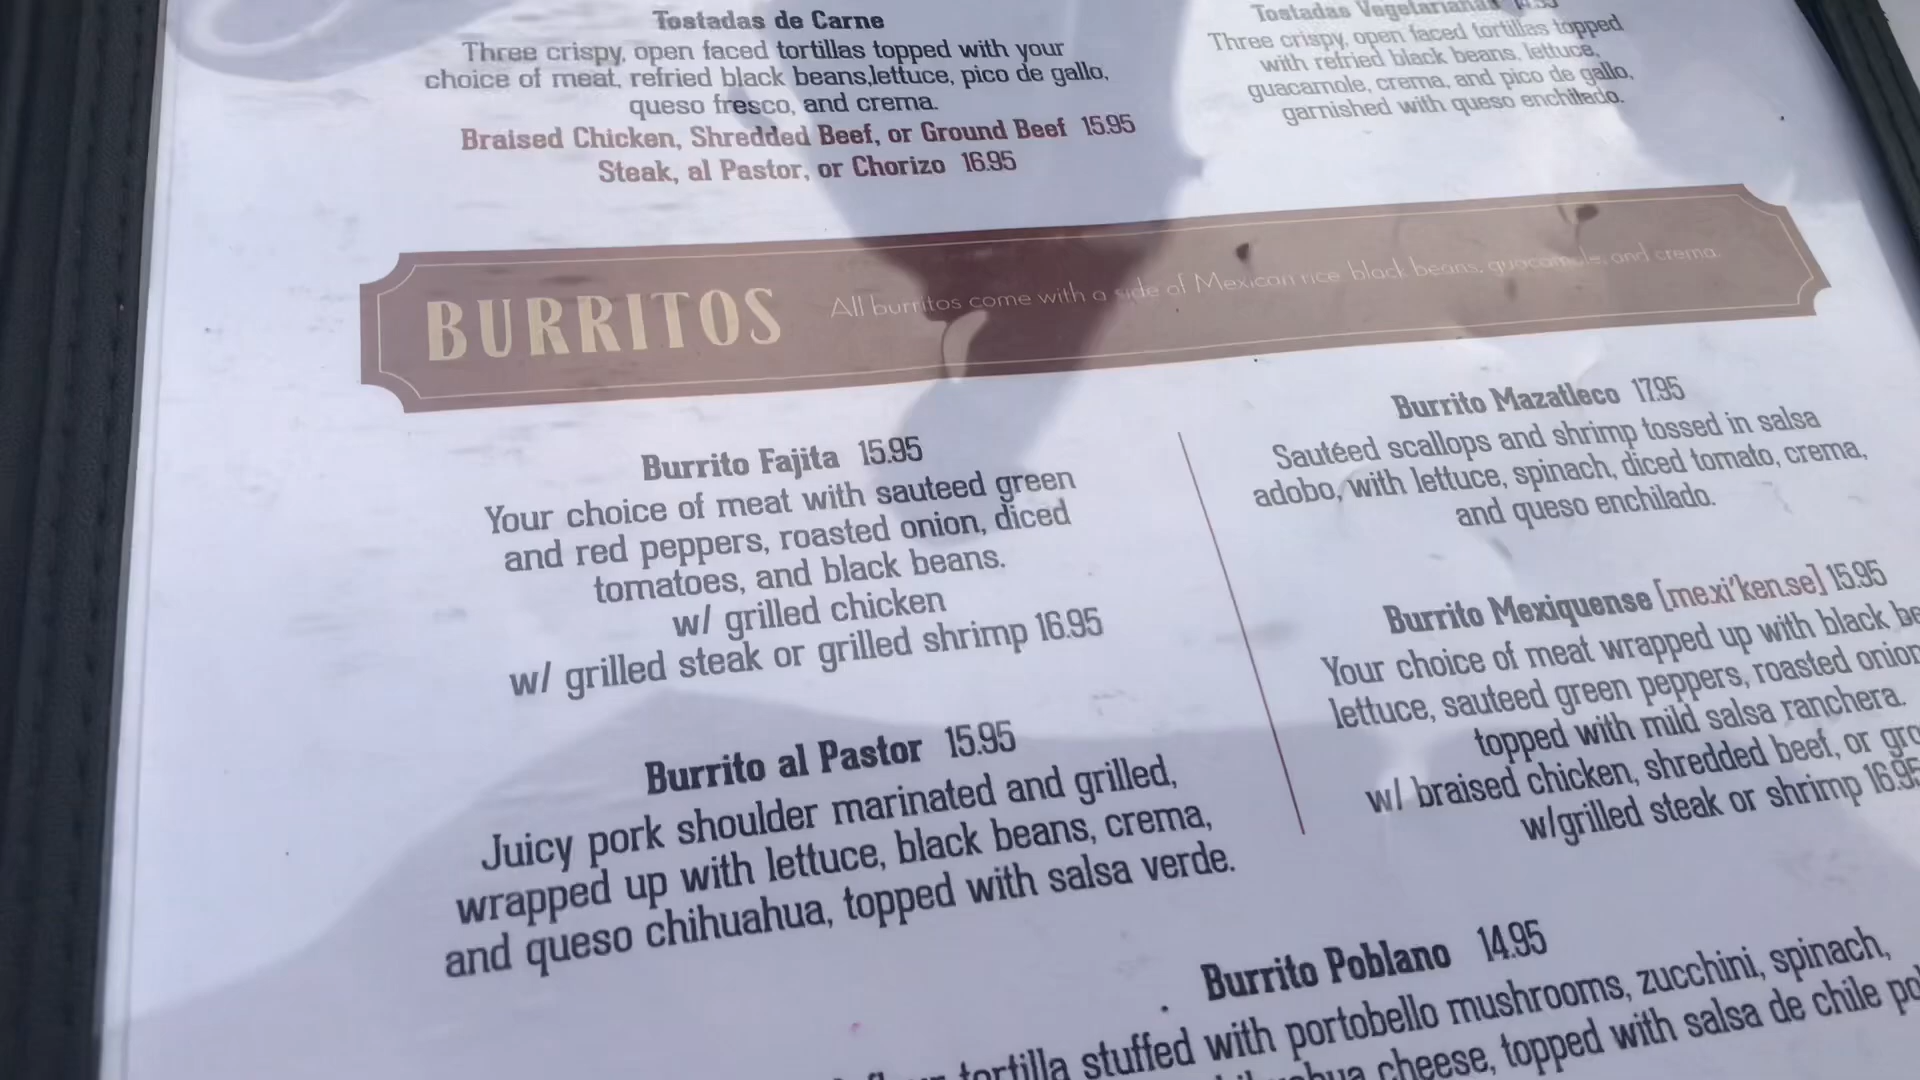 Tostadas de Carne
Three crispy, open faced tortillas topped with your
choice of meat, refried black beans,lettuce, pico de gallo,
queso fresco, and crema.
Braised Chicken, Shredded Beef, or Ground Beef 15.95
Steak, al Pastor, or Chorizo 16.95
Tostadas Vegetarianas 14.95
Three crispy, open faced tortillas topped
with refried black beans, lettuce,
guacamole, crema, and pico de gallo,
garnished with queso enchilado.
BURRITOS
All burritos come with a side of Mexican rice black beans, guacamole, and crema.
Burrito Fajita 15.95
Your choice of meat with sauteed green
and red peppers, roasted onion, diced
tomatoes, and black beans.
w/ grilled chicken
w/ grilled steak or grilled shrimp 16.95
Burrito al Pastor 15.95
Juicy pork shoulder marinated and grilled,
wrapped up with lettuce, black beans, crema,
and queso chihuahua, topped with salsa verde.
Burrito Mazatleco 17.95
Sautéed scallops and shrimp tossed in salsa
adobo, with lettuce, spinach, diced tomato, crema,
and queso enchilado.
Burrito Mexiquense [me.xi'ken.se] 15.95
Your choice of meat wrapped up with black
lettuce, sauteed green peppers, roasted onion
topped with mild salsa ranchera.
w/ braised chicken, shredded beef, or
w/grilled steak or shrimp 16.95
Burrito Poblano 14.95
tortilla stuffed with portobello mushrooms, zucchini, spinach,
cheese, topped with salsa de chile